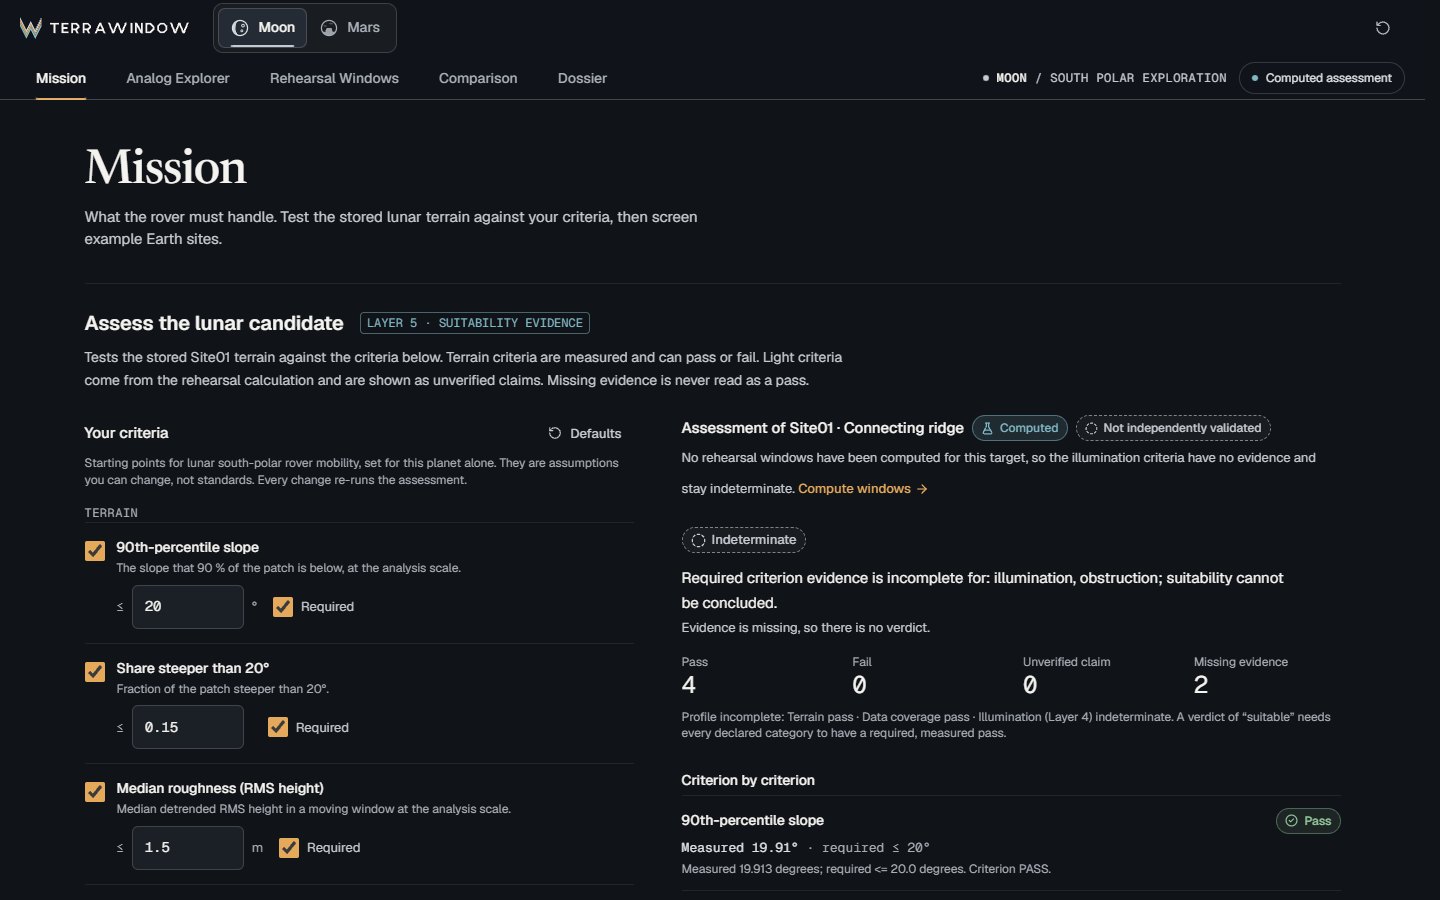 TERRAWINDOW
Moon
Mars
Mission
Analog Explorer
Rehearsal Windows
Comparison
Dossier
MOON / SOUTH POLAR EXPLORATION
Computed assessment
Mission
What the rover must handle. Test the stored lunar terrain against your criteria, then screen
example Earth sites.
Assess the lunar candidate
LAYER 5 · SUITABILITY EVIDENCE
Tests the stored Site01 terrain against the criteria below. Terrain criteria are measured and can pass or fail. Light criteria
come from the rehearsal calculation and are shown as unverified claims. Missing evidence is never read as a pass.
Your criteria
Defaults
Starting points for lunar south-polar rover mobility, set for this planet alone. They are assumptions
you can change, not standards. Every change re-runs the assessment.
TERRAIN
90th-percentile slope
The slope that 90 % of the patch is below, at the analysis scale.
≤ 20 ° Required
Share steeper than 20°
Fraction of the patch steeper than 20°.
≤ 0.15 Required
Median roughness (RMS height)
Median detrended RMS height in a moving window at the analysis scale.
≤ 1.5 m Required
Assessment of Site01 · Connecting ridge
Computed
Not independently validated
No rehearsal windows have been computed for this target, so the illumination criteria have no evidence and
stay indeterminate. Compute windows →
Indeterminate
Required criterion evidence is incomplete for: illumination, obstruction; suitability cannot
be concluded.
Evidence is missing, so there is no verdict.
Pass
4
Fail
0
Unverified claim
0
Missing evidence
2
Profile incomplete: Terrain pass · Data coverage pass · Illumination (Layer 4) indeterminate. A verdict of “suitable” needs
every declared category to have a required, measured pass.
Criterion by criterion
90th-percentile slope
Pass
Measured 19.91° · required ≤ 20°
Measured 19.913 degrees; required <= 20.0 degrees. Criterion PASS.